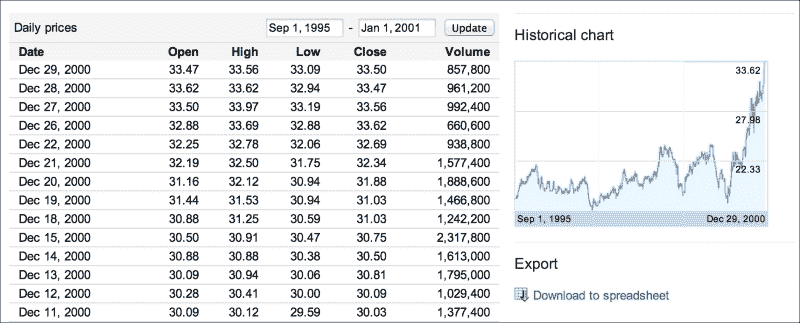 Daily prices Sep 1, 1995 - Jan 1, 2001 Update
Date Open High Low Close Volume
Dec 29, 2000 33.47 33.56 33.09 33.50 857,800
Dec 28, 2000 33.62 33.62 32.94 33.47 961,200
Dec 27, 2000 33.50 33.97 33.19 33.56 992,400
Dec 26, 2000 32.88 33.69 32.88 33.62 660,600
Dec 22, 2000 32.25 32.78 32.06 32.69 938,800
Dec 21, 2000 32.19 32.50 31.75 32.34 1,577,400
Dec 20, 2000 31.16 32.12 30.94 31.88 1,888,600
Dec 19, 2000 31.44 31.53 30.94 31.03 1,466,800
Dec 18, 2000 30.88 31.25 30.59 31.03 1,242,200
Dec 15, 2000 30.50 30.91 30.47 30.75 2,317,800
Dec 14, 2000 30.88 30.88 30.38 30.50 1,613,000
Dec 13, 2000 30.09 30.94 30.06 30.81 1,795,000
Dec 12, 2000 30.28 30.41 30.00 30.09 1,029,400
Dec 11, 2000 30.09 30.12 29.59 30.03 1,377,400
Historical chart
33.62
27.98
22.33
Sep 1, 1995 Dec 29, 2000
Export
Download to spreadsheet